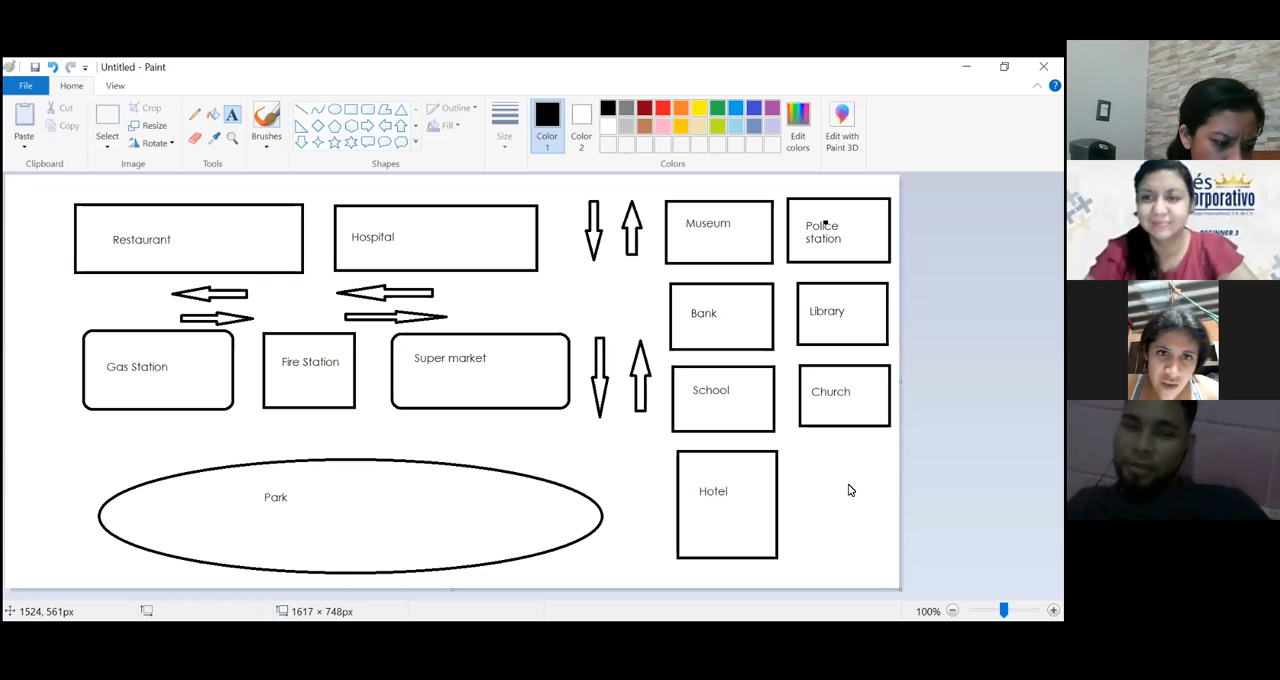 Untitled - Paint
File
Home
View
Paste
Cut
Copy
Clipboard
Select
Crop
Resize
Rotate
Image
Tools
Brushes
Shapes
Outline
Fill
Size
Color
1
Color
2
Edit
colors
Colors
Edit with
Paint 3D
Restaurant
Hospital
Museum
Police
station
Bank
Library
Gas Station
Fire Station
Super market
School
Church
Park
Hotel
1524, 561px
1617 × 748px
100%
és
orporativo